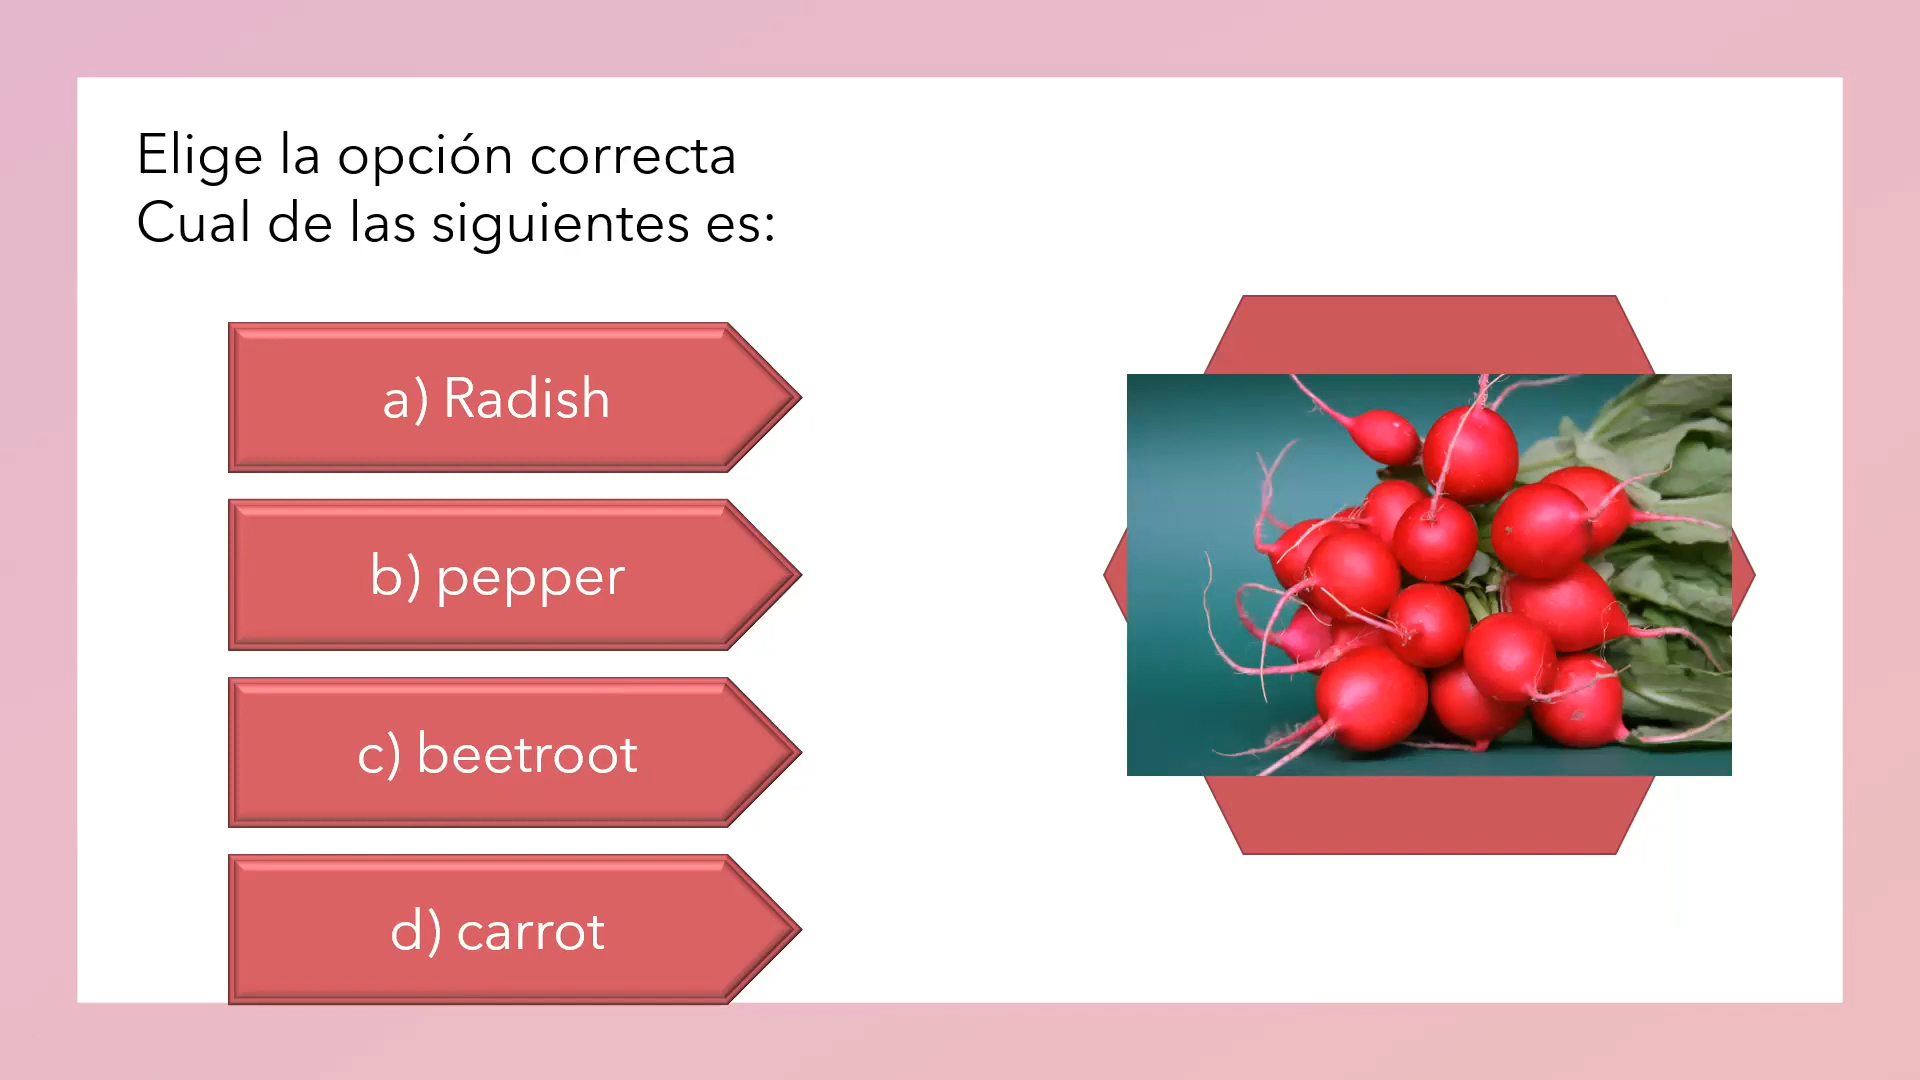 Elige la opción correcta
Cual de las siguientes es:
a) Radish
b) pepper
c) beetroot
d) carrot